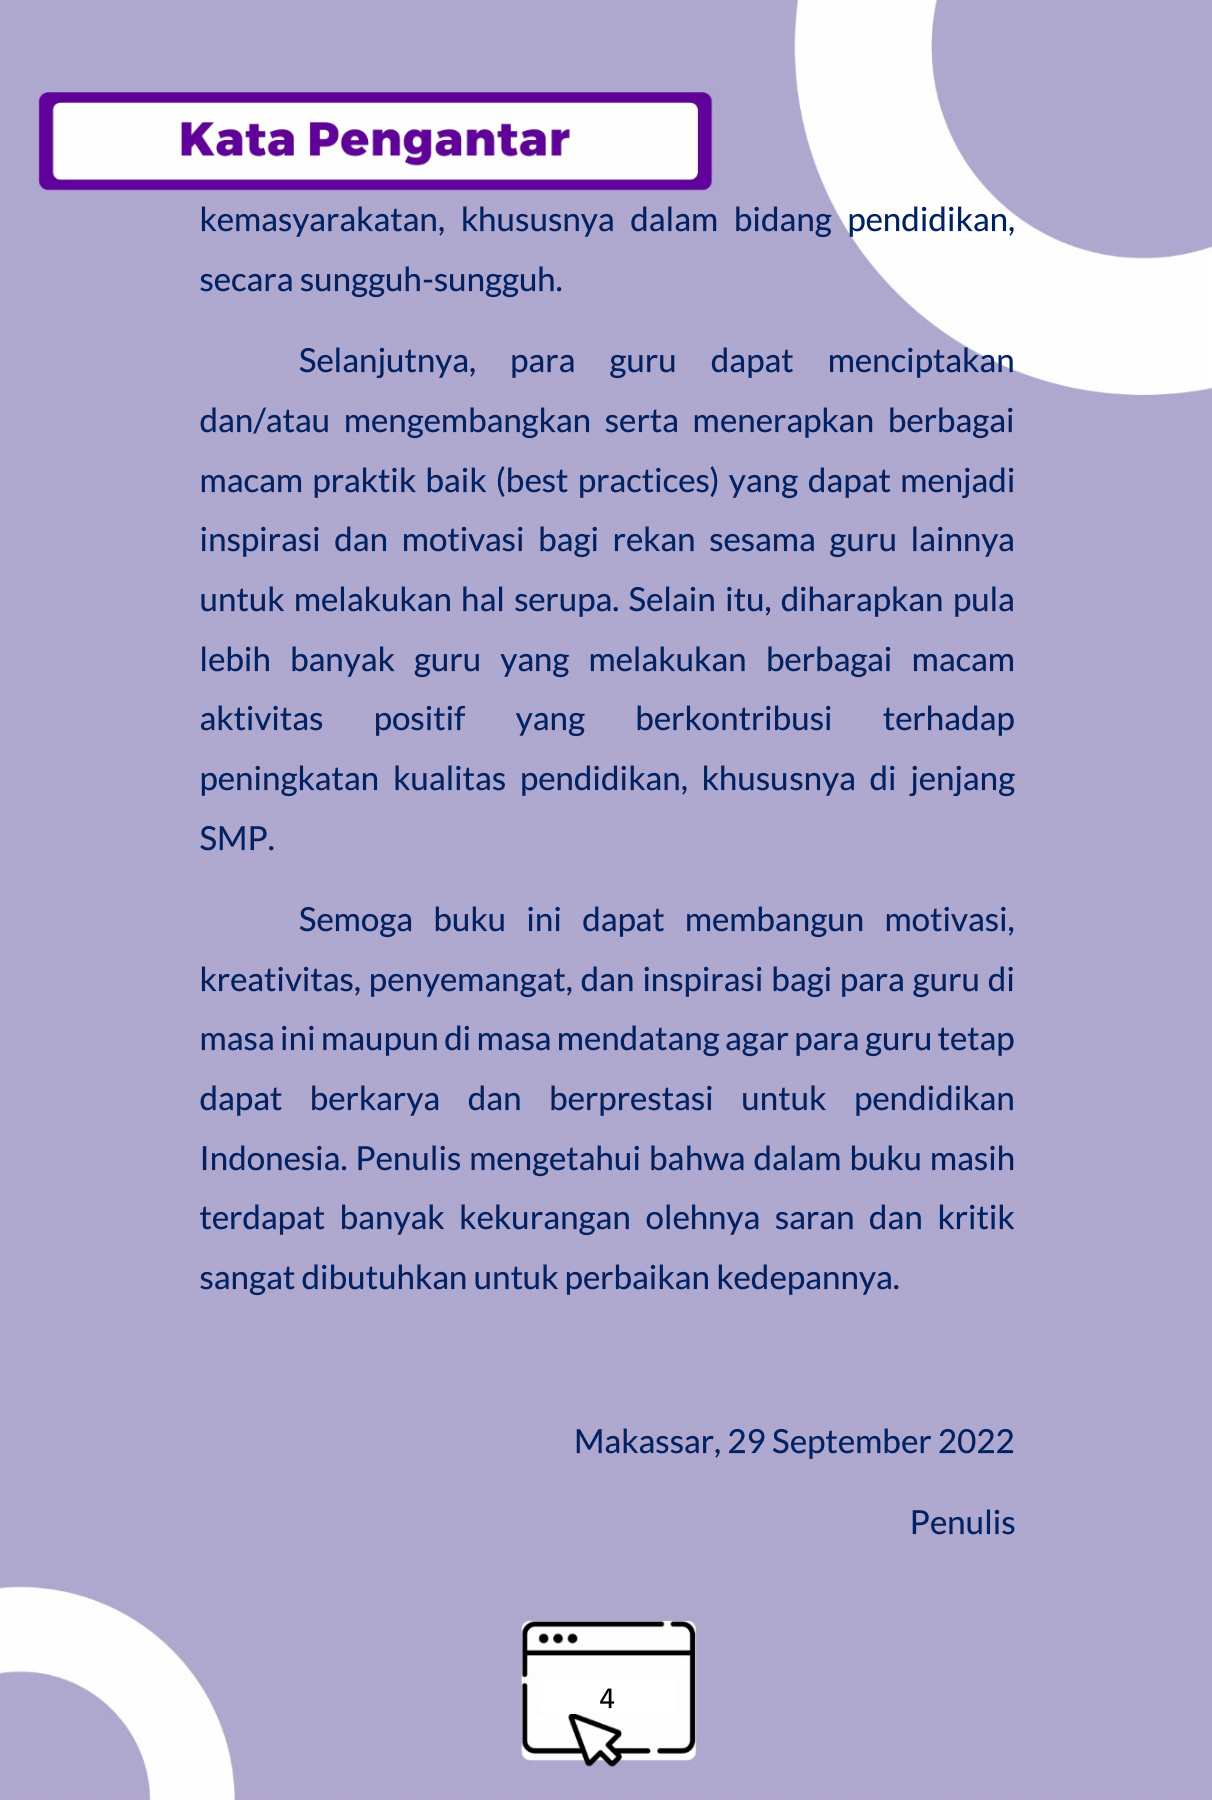 Kata Pengantar
kemasyarakatan, khususnya dalam bidang pendidikan,
secara sungguh-sungguh.
Selanjutnya, para guru dapat menciptakan
dan/atau mengembangkan serta menerapkan berbagai
macam praktik baik (best practices) yang dapat menjadi
inspirasi dan motivasi bagi rekan sesama guru lainnya
untuk melakukan hal serupa. Selain itu, diharapkan pula
lebih banyak guru yang melakukan berbagai macam
aktivitas positif yang berkontribusi terhadap
peningkatan kualitas pendidikan, khususnya di jenjang
SMP.
Semoga buku ini dapat membangun motivasi,
kreativitas, penyemangat, dan inspirasi bagi para guru di
masa ini maupun di masa mendatang agar para guru tetap
dapat berkarya dan berprestasi untuk pendidikan
Indonesia. Penulis mengetahui bahwa dalam buku masih
terdapat banyak kekurangan olehnya saran dan kritik
sangat dibutuhkan untuk perbaikan kedepannya.
Makassar, 29 September 2022
Penulis
4